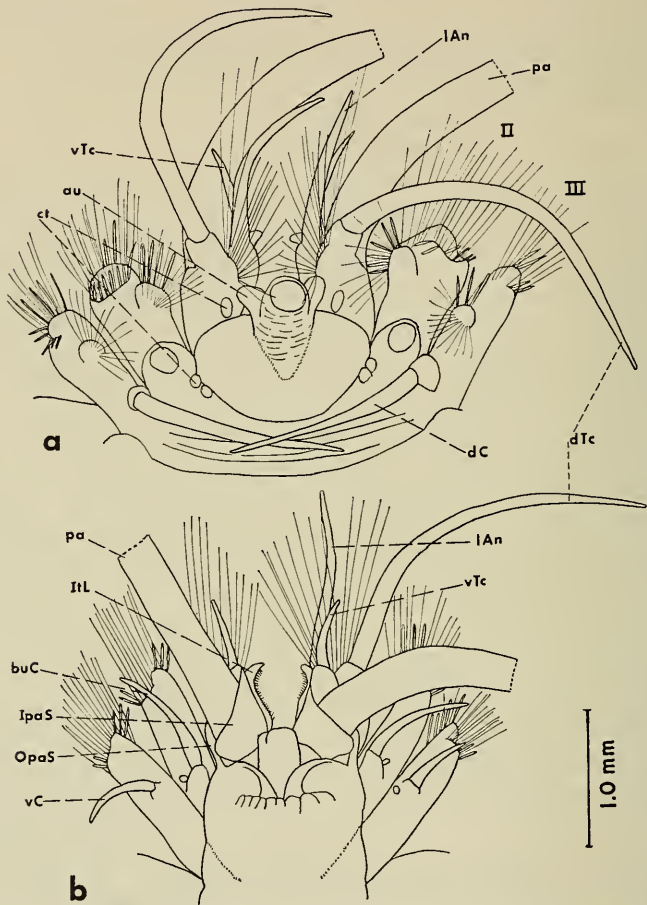 lAn
pa
II
vTc
III
au
ct
a
dC
dTc
pa
lAn
ItL
vTc
buC
IpaS
OpaS
vC
1.0 mm
b